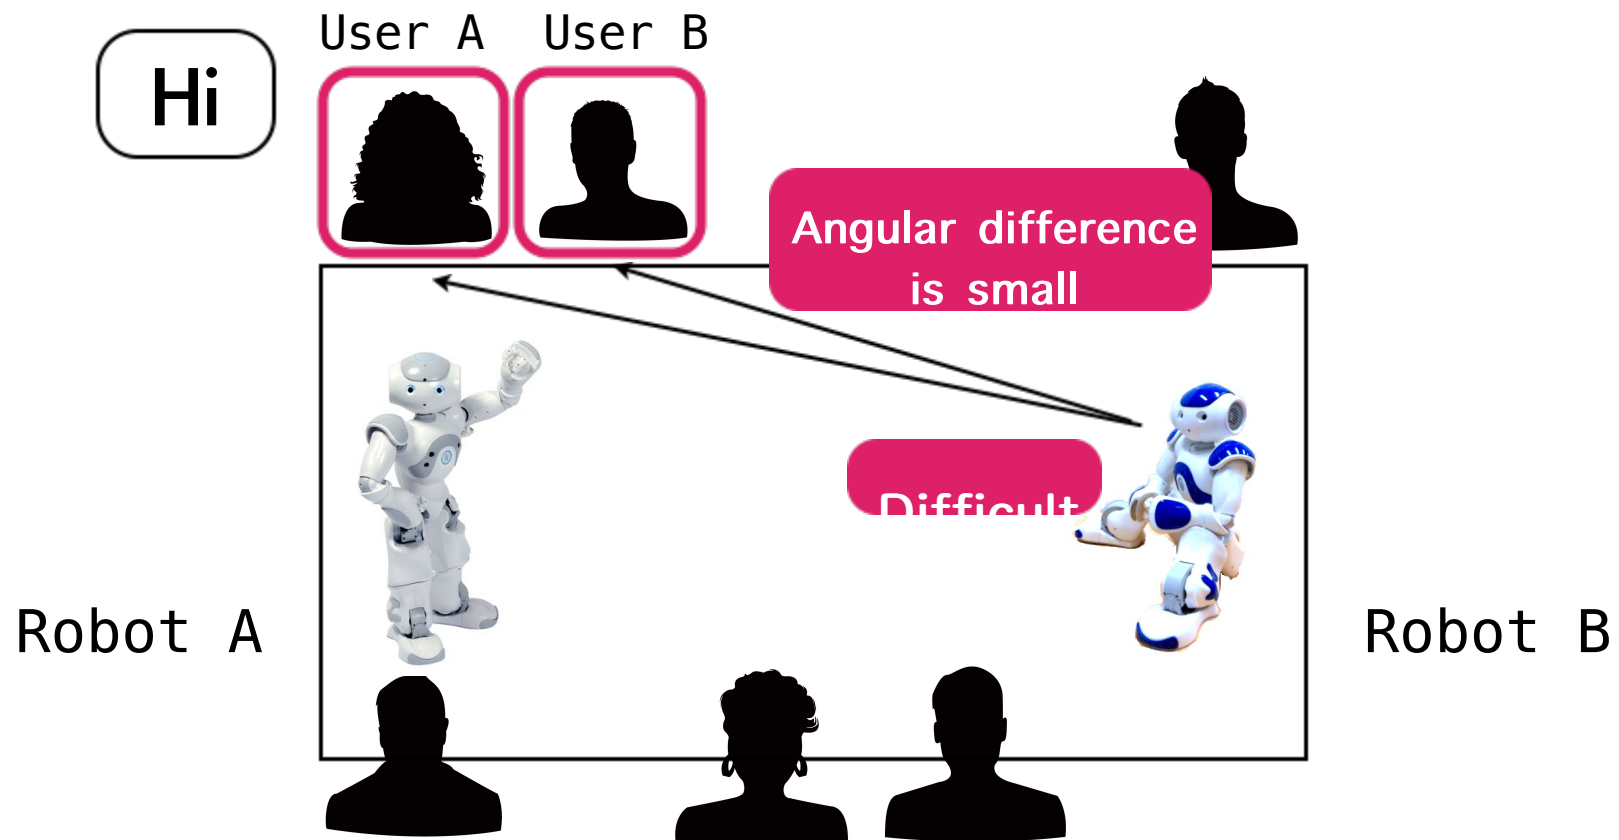 User A
User B
Hi
Angular difference
is small
Difficult
Robot A
Robot B